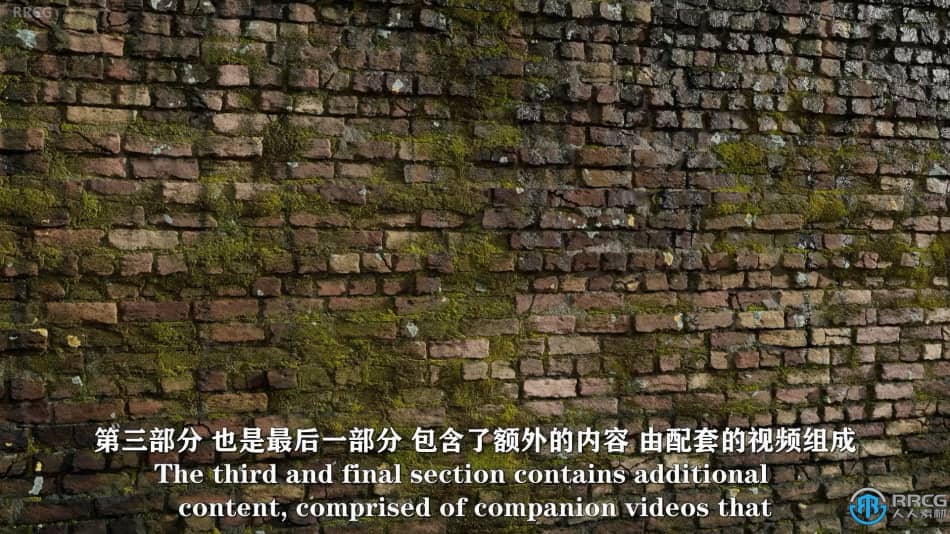 RRCG
第三部分 也是最后一部分 包含了额外的内容 由配套的视频组成
The third and final section contains additional
content, comprised of companion videos that
RRCG
人人素材